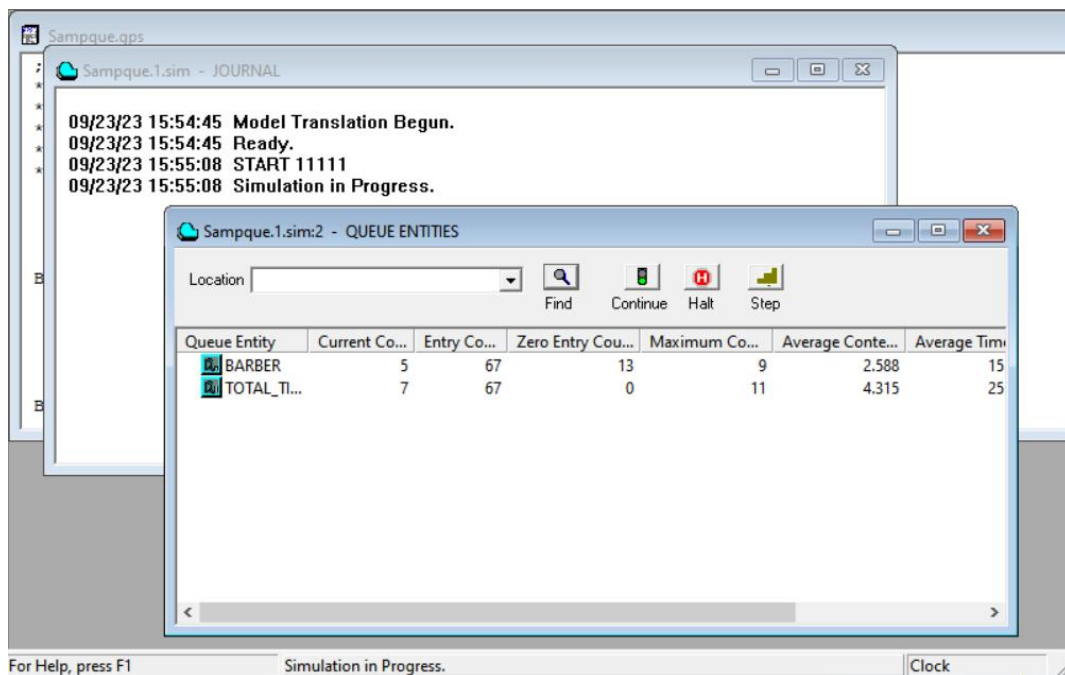 Sampque.gps
;
*
*
*
*
*
B
B
Sampque.1.sim - JOURNAL
09/23/23 15:54:45 Model Translation Begun.
09/23/23 15:54:45 Ready.
09/23/23 15:55:08 START 11111
09/23/23 15:55:08 Simulation in Progress.
Sampque.1.sim:2 - QUEUE ENTITIES
Location
Find Continue Halt Step
Queue Entity Current Co... Entry Co... Zero Entry Cou... Maximum Co... Average Conte... Average Tim
BARBER 5 67 13 9 2.588 15
TOTAL_TI... 7 67 0 11 4.315 25
For Help, press F1 Simulation in Progress. Clock